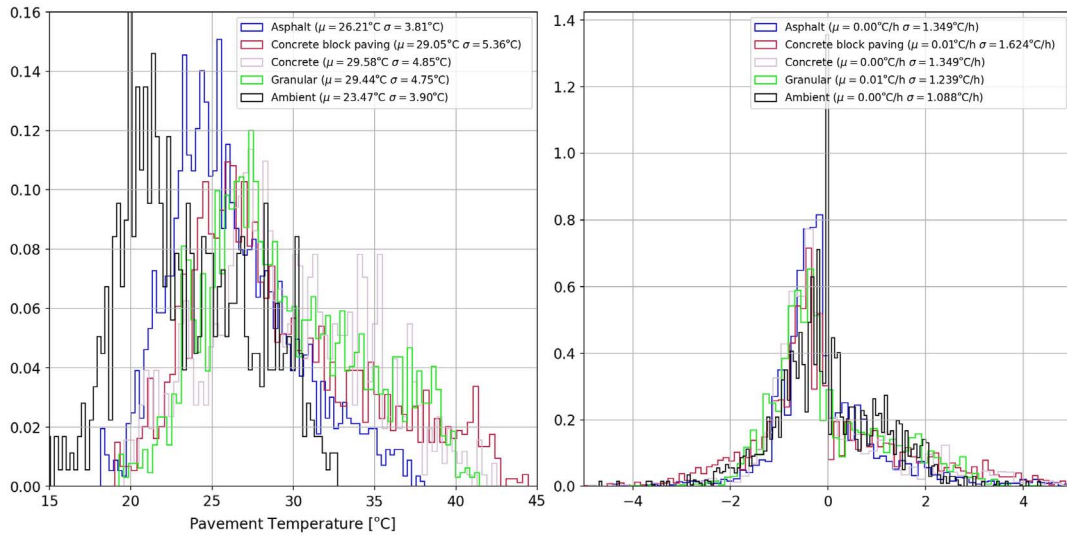 0.16
0.14
0.12
0.10
0.08
0.06
0.04
0.02
0.00
Asphalt (μ = 26.21°C σ = 3.81°C)
Concrete block paving (μ = 29.05°C σ = 5.36°C)
Concrete (μ = 29.58°C σ = 4.85°C)
Granular (μ = 29.44°C σ = 4.75°C)
Ambient (μ = 23.47°C σ = 3.90°C)
15 20 25 30 35 40 45
Pavement Temperature [°C]
1.4
1.2
1.0
0.8
0.6
0.4
0.2
0.0
Asphalt (μ = 0.00°C/h σ = 1.349°C/h)
Concrete block paving (μ = 0.01°C/h σ = 1.624°C/h)
Concrete (μ = 0.00°C/h σ = 1.349°C/h)
Granular (μ = 0.01°C/h σ = 1.239°C/h)
Ambient (μ = 0.00°C/h σ = 1.088°C/h)
−4 −2 0 2 4